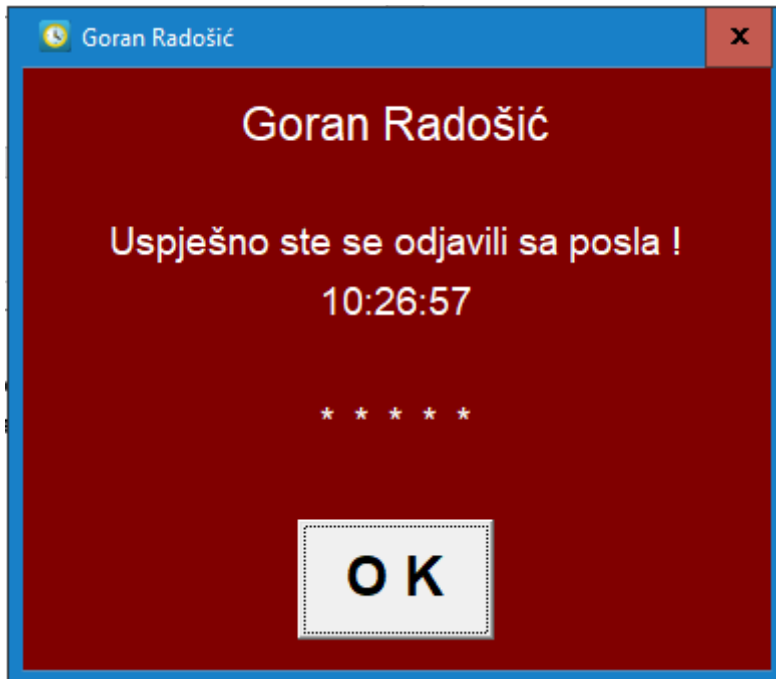 Goran Radošić
x
Goran Radošić
Uspješno ste se odjavili sa posla !
10:26:57
* * * * *
O K